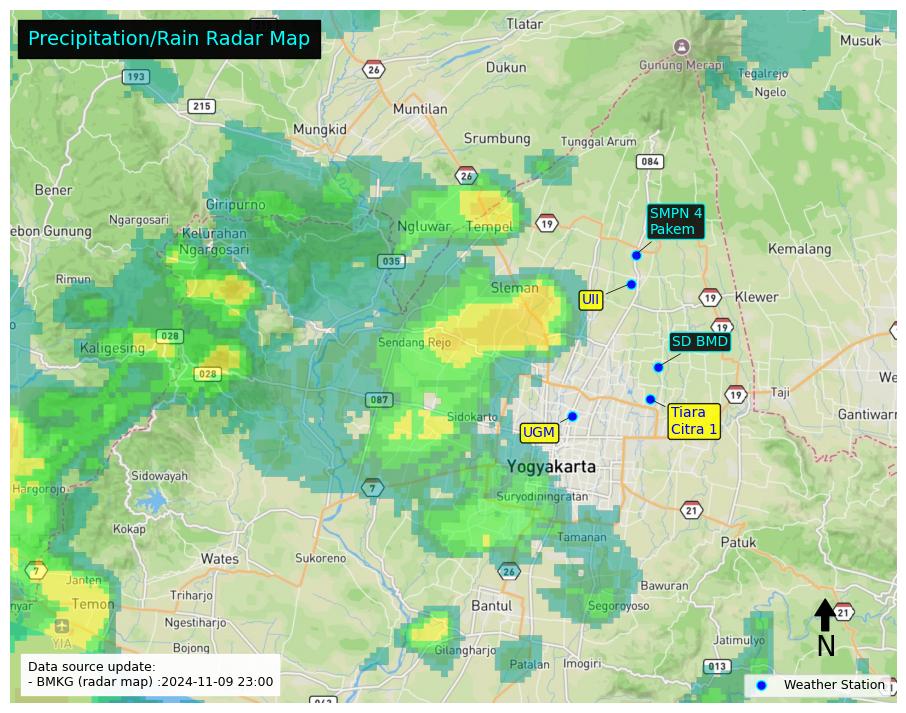 Precipitation/Rain Radar Map
Tlatar
Musuk
26
Dukun
Gunung Merapi
193
Tegalrejo
Ngelo
215
Muntilan
Mungkid
Srumbung
Tunggal Arum
084
26
Bener
Giripurno
SMPN 4
Pakem
Ngargosari
Ngluwar
Tempel
19
ebon Gunung
Kelurahan
Ngargosari
Kemalang
035
Rimun
Sleman
UII
19
Klewer
19
028
Kaligesing
Sendang Rejo
SD BMD
028
We
087
19
Taji
Sidokarto
Tiara
Citra 1
Gantiwarn
UGM
Yogyakarta
Sidowayah
7
Hargorojo
Suryodiningratan
21
Kokap
Tamanan
Patuk
Wates
Sukoreno
7
Janten
26
Bawuran
nyar
Temon
Triharjo
Bantul
Segoroyoso
21
Ngestiharjo
YIA
N
Jatimulyo
Bojong
Gilangharjo
Patalan
Imogiri
013
Data source update:
- BMKG (radar map) :2024-11-09 23:00
Weather Station